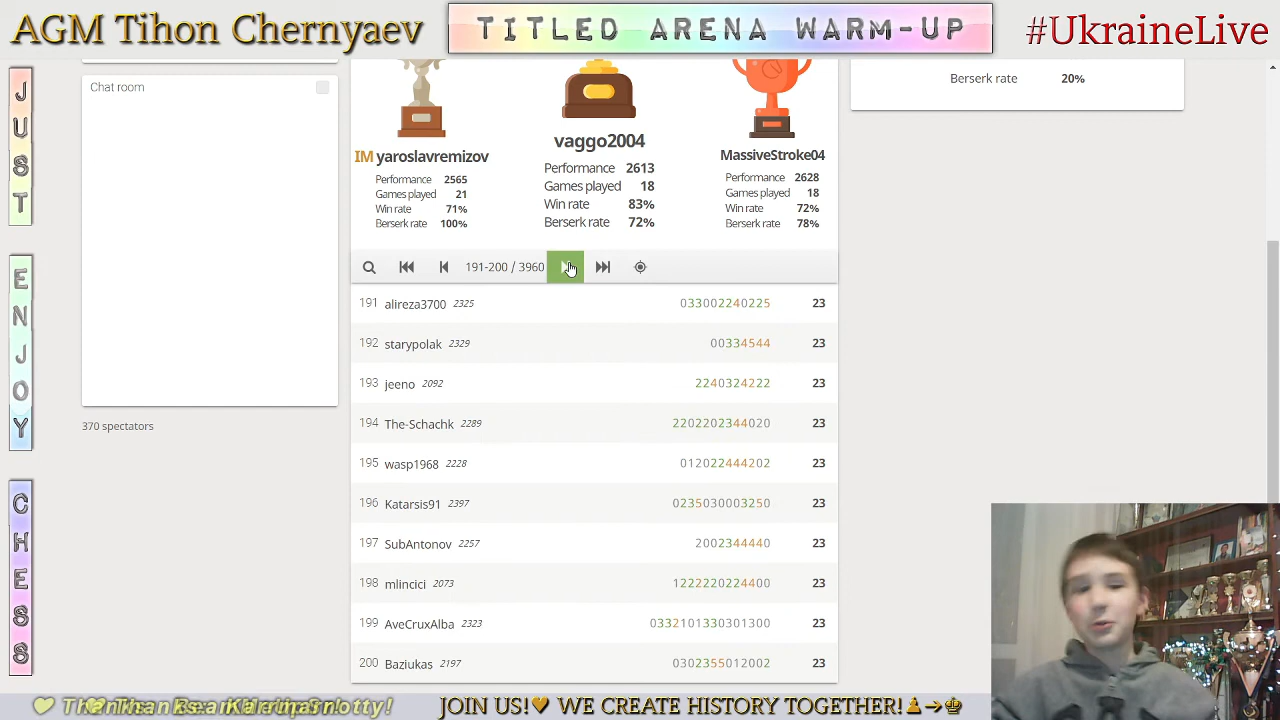 AGM Tihon Chernyaev
TITLED ARENA WARM-UP
#UkraineLive
JUST
ENJOY
CHESS
Chat room
370 spectators
IM yaroslavremizov
Performance 2565
Games played 21
Win rate 71%
Berserk rate 100%
vaggo2004
Performance 2613
Games played 18
Win rate 83%
Berserk rate 72%
MassiveStroke04
Performance 2628
Games played 18
Win rate 72%
Berserk rate 78%
Berserk rate 20%
191-200 / 3960
191 alireza3700 2325 033002240225 23
192 starypolak 2329 00334544 23
193 jeeno 2092 2240324222 23
194 The-Schachk 2289 2202202344020 23
195 wasp1968 2228 012022444202 23
196 Katarsis91 2397 0235030003250 23
197 SubAntonov 2257 2002344440 23
198 mlincici 2073 1222220224400 23
199 AveCruxAlba 2323 0332101330301300 23
200 Baziukas 2197 0302355012002 23
JOIN US! WE CREATE HISTORY TOGETHER!